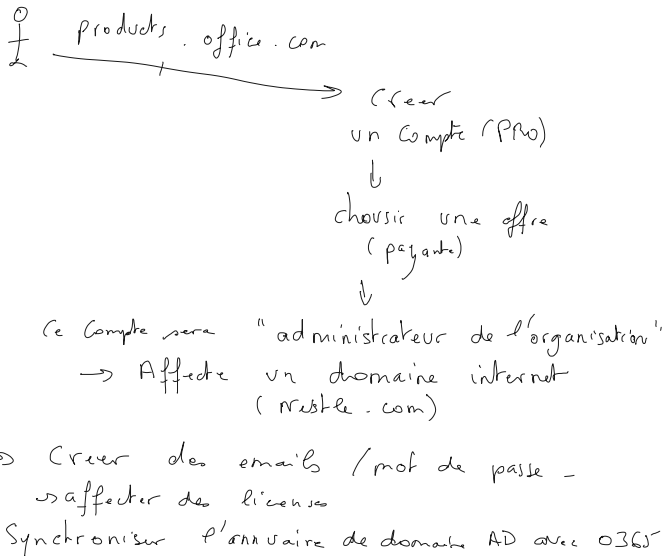 products.office.com
Creer
un Compte (PRO)
↓
chousir une offre
(payante)
↓
Ce Compte sera "administrateur de l'organisation"
→ Affecte un domaine internet
(Nestle.com)
Creer des emails / mot de passe -
→ affecter des licenses
Synchroniser l'annuaire de domaine AD avec O365